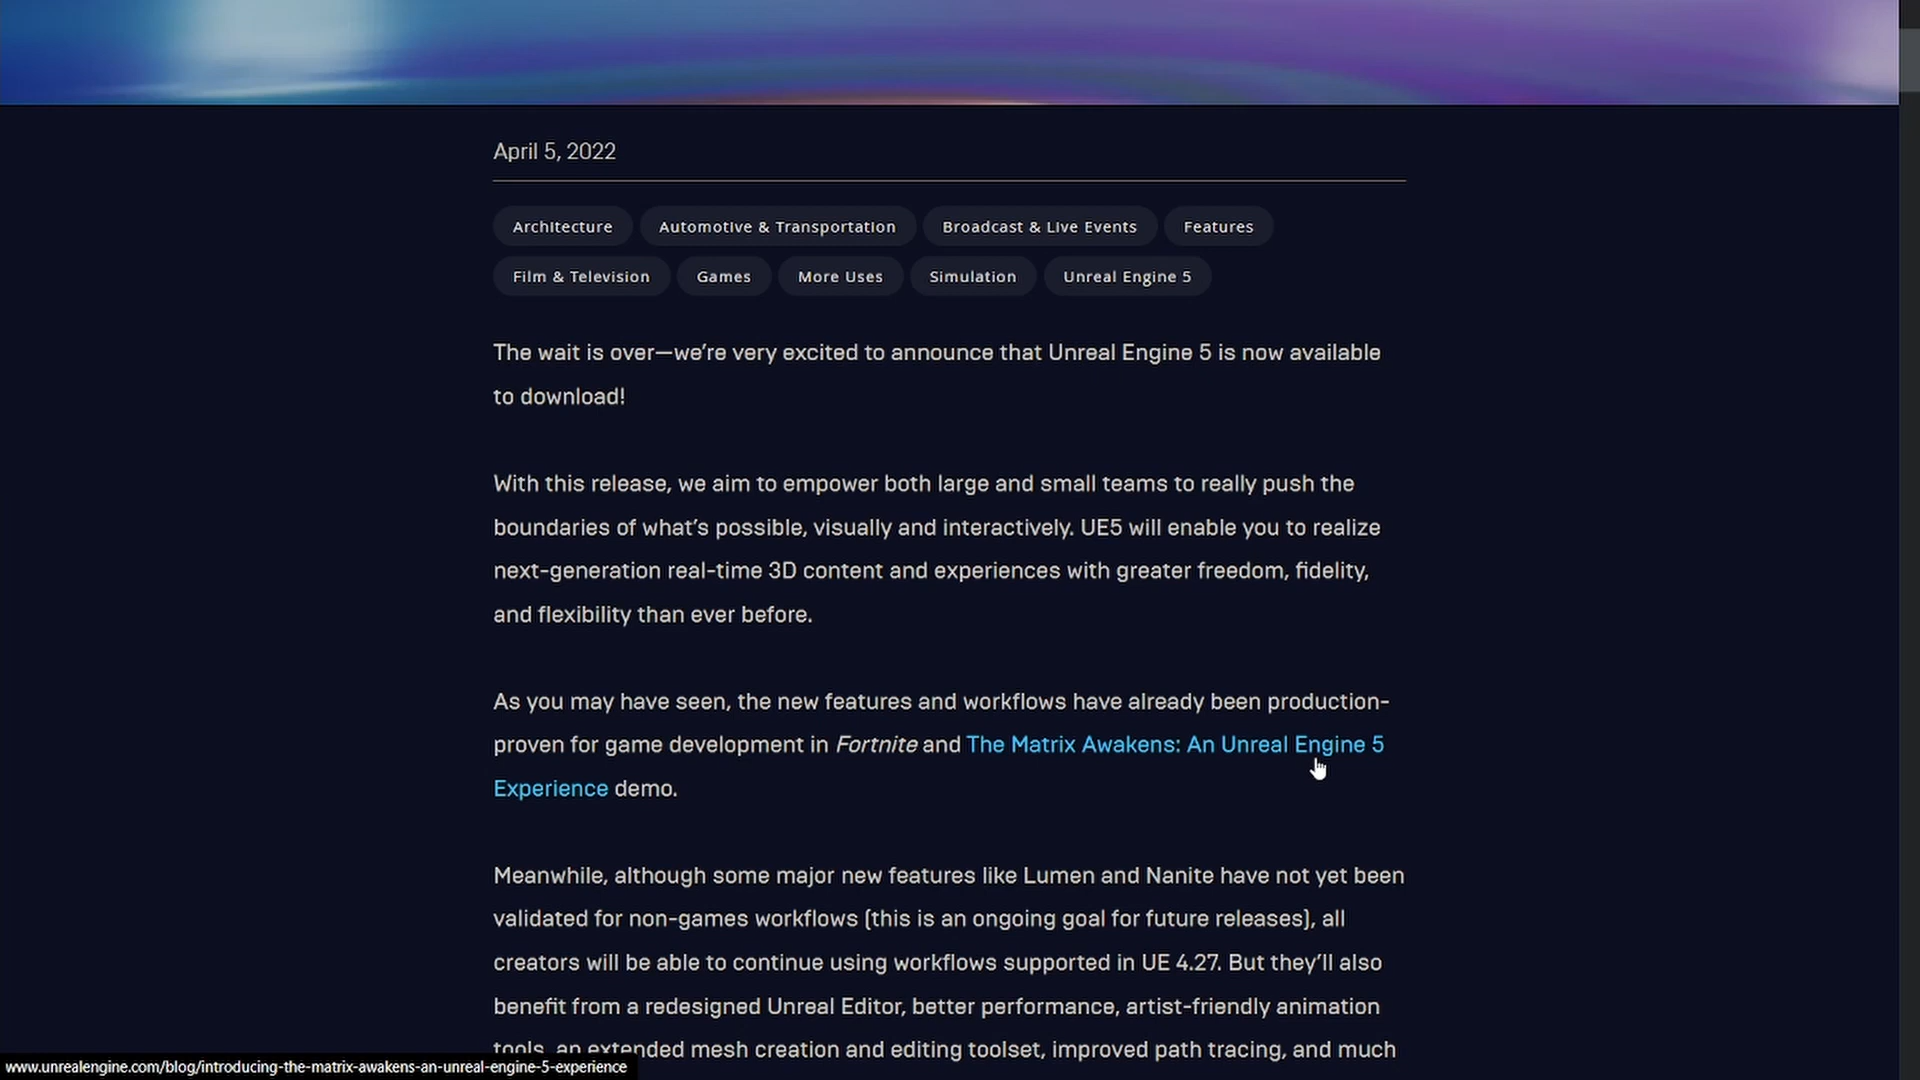 April 5, 2022
Architecture Automotive & Transportation Broadcast & Live Events Features
Film & Television Games More Uses Simulation Unreal Engine 5
The wait is over—we’re very excited to announce that Unreal Engine 5 is now available
to download!
With this release, we aim to empower both large and small teams to really push the
boundaries of what’s possible, visually and interactively. UE5 will enable you to realize
next-generation real-time 3D content and experiences with greater freedom, fidelity,
and flexibility than ever before.
As you may have seen, the new features and workflows have already been production-
proven for game development in Fortnite and The Matrix Awakens: An Unreal Engine 5
Experience demo.
Meanwhile, although some major new features like Lumen and Nanite have not yet been
validated for non-games workflows (this is an ongoing goal for future releases), all
creators will be able to continue using workflows supported in UE 4.27. But they’ll also
benefit from a redesigned Unreal Editor, better performance, artist-friendly animation
tools, an extended mesh creation and editing toolset, improved path tracing, and much
www.unrealengine.com/blog/introducing-the-matrix-awakens-an-unreal-engine-5-experience